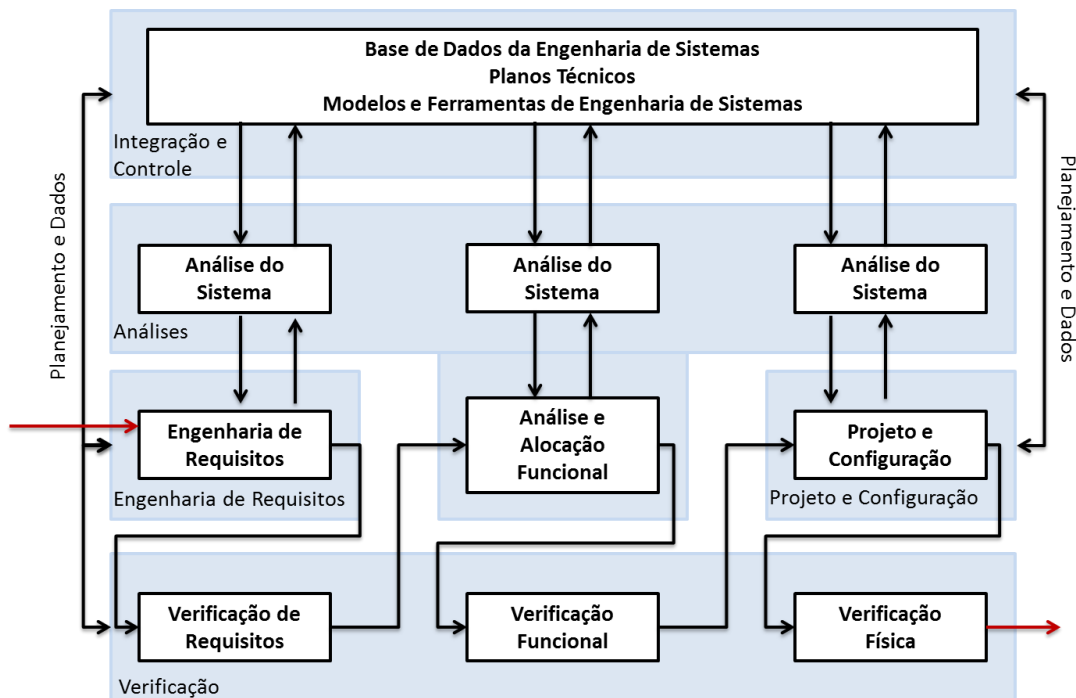 Base de Dados da Engenharia de Sistemas
Planos Técnicos
Modelos e Ferramentas de Engenharia de Sistemas
Integração e
Controle
Planejamento e Dados
Planejamento e Dados
Análise do
Sistema
Análise do
Sistema
Análise do
Sistema
Análises
Engenharia de
Requisitos
Engenharia de Requisitos
Análise e
Alocação
Funcional
Projeto e
Configuração
Projeto e Configuração
Verificação de
Requisitos
Verificação
Funcional
Verificação
Física
Verificação